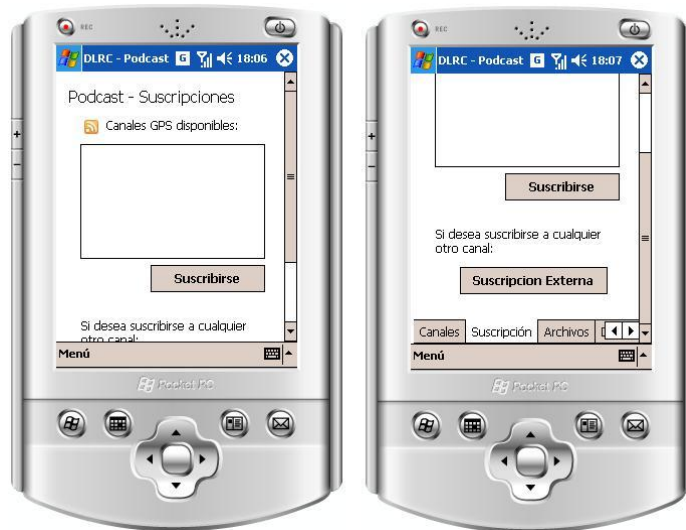 REC
DLRC - Podcast G 18:06
Podcast - Suscripciones
Canales GPS disponibles:
Suscribirse
Si desea suscribirse a cualquier
otro canal:
Menú
Pocket PC
REC
DLRC - Podcast G 18:07
Suscribirse
Si desea suscribirse a cualquier
otro canal:
Suscripcion Externa
Canales Suscripción Archivos
Menú
Pocket PC